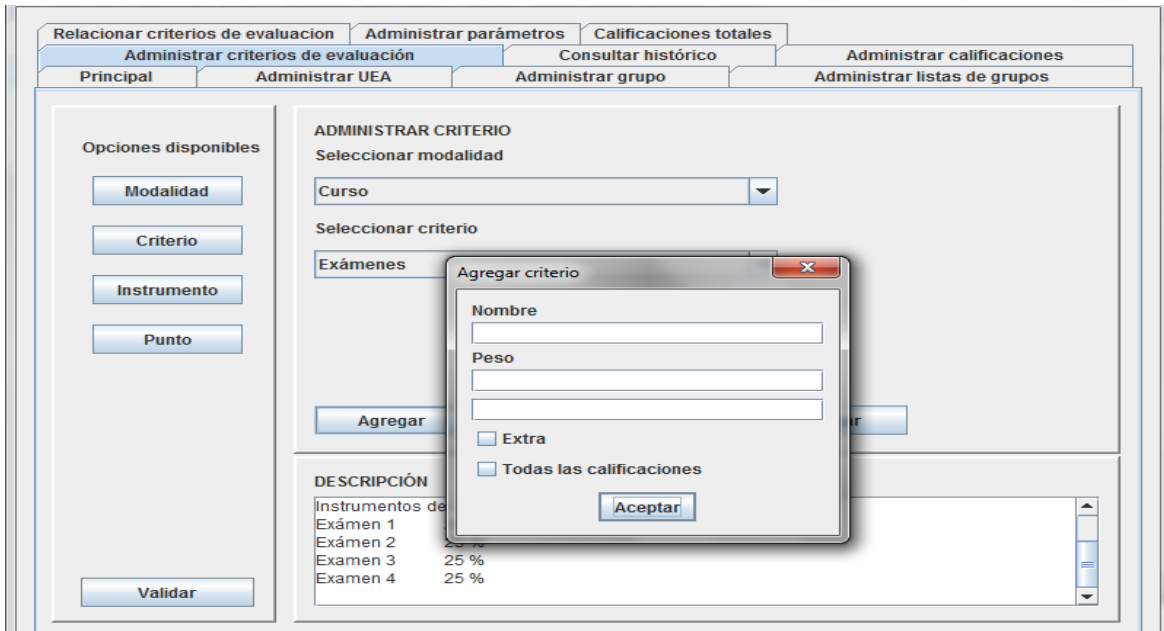 Relacionar criterios de evaluacion Administrar parámetros Calificaciones totales
Administrar criterios de evaluación Consultar histórico Administrar calificaciones
Principal Administrar UEA Administrar grupo Administrar listas de grupos
Opciones disponibles
Modalidad
Criterio
Instrumento
Punto
Validar
ADMINISTRAR CRITERIO
Seleccionar modalidad
Curso
Seleccionar criterio
Exámenes
Agregar
Agregar criterio
Nombre
Peso
Extra
Todas las calificaciones
Aceptar
DESCRIPCIÓN
Instrumentos de
Exámen 1
Exámen 2 25 %
Examen 3 25 %
Examen 4 25 %